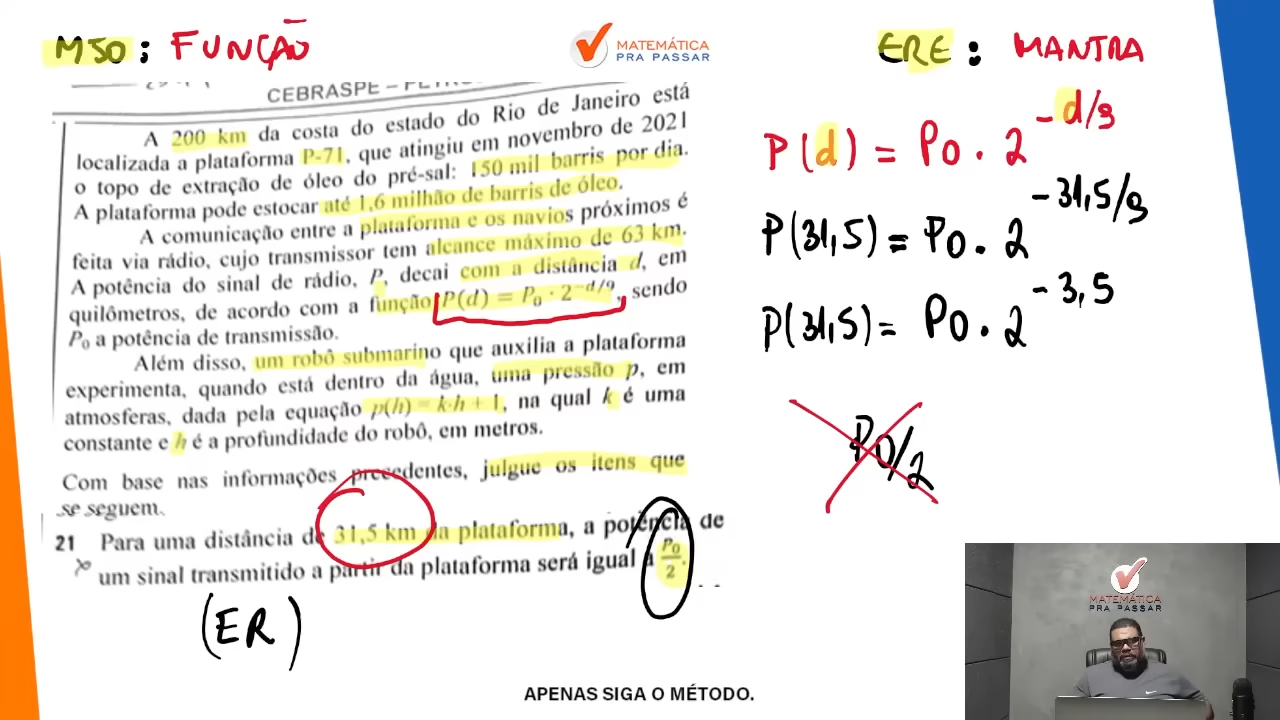 MSO : FUNÇÃO
MATEMÁTICA
PRA PASSAR
ERE : MANTRA
CEBRASPE –
A 200 km da costa do estado do Rio de Janeiro está
localizada a plataforma P-71, que atingiu em novembro de 2021
o topo de extração de óleo do pré-sal: 150 mil barris por dia.
A plataforma pode estocar até 1,6 milhão de barris de óleo.
A comunicação entre a plataforma e os navios próximos é
feita via rádio, cujo transmissor tem alcance máximo de 63 km.
A potência do sinal de rádio, P, decai com a distância d, em
quilômetros, de acordo com a função P(d) = P₀ · 2^(-d/9), sendo
P₀ a potência de transmissão.
Além disso, um robô submarino que auxilia a plataforma
experimenta, quando está dentro da água, uma pressão p, em
atmosferas, dada pela equação p(h) = k·h + 1, na qual k é uma
constante e h é a profundidade do robô, em metros.
Com base nas informações precedentes, julgue os itens que
se seguem.
21 Para uma distância de 31,5 km da plataforma, a potência de
um sinal transmitido a partir da plataforma será igual a P₀/2.
(ER)
P(d) = P0 . 2^(-d/9)
P(31,5) = P0 . 2^(-31,5/9)
P(31,5) = P0 . 2^(-3,5)
P0/2
MATEMÁTICA
PRA PASSAR
APENAS SIGA O MÉTODO.